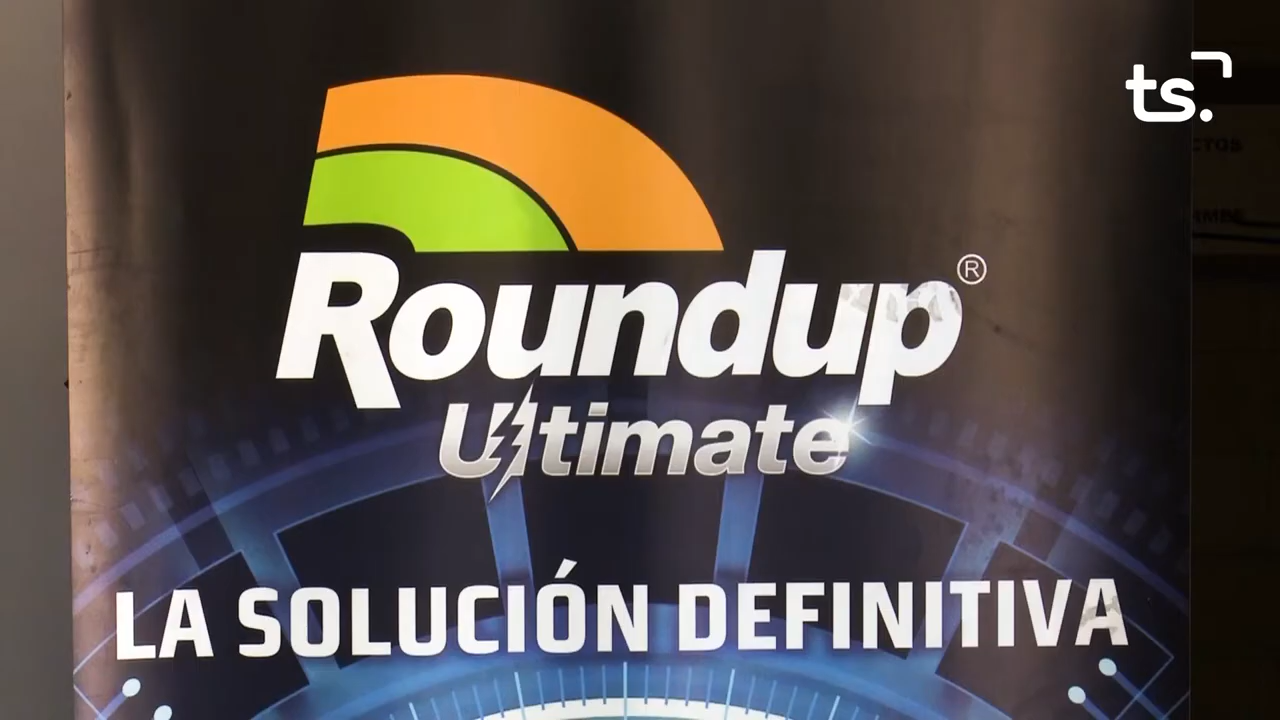 ts.
Roundup®
Ultimate
LA SOLUCIÓN DEFINITIVA